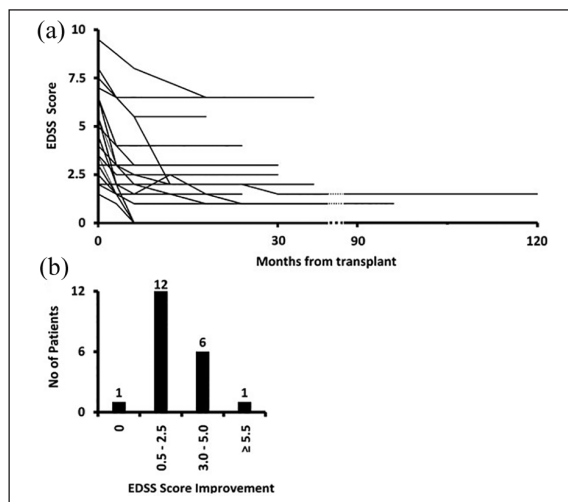 (a)
10
7.5
5
2.5
0
EDSS Score
0 30 90 120
Months from transplant
(b)
12
6
0
No of Patients
1 12 6 1
0 0.5 - 2.5 3.0 - 5.0 ≥ 5.5
EDSS Score Improvement